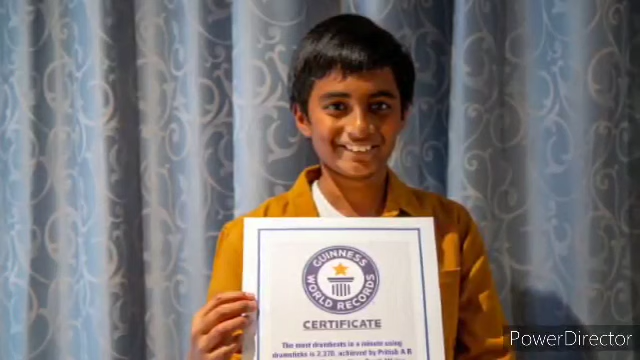 GUINNESS
WORLD RECORDS
CERTIFICATE
The most drumbeats in a minute using
drumsticks is 2,370, achieved by Pritish A R
PowerDirector